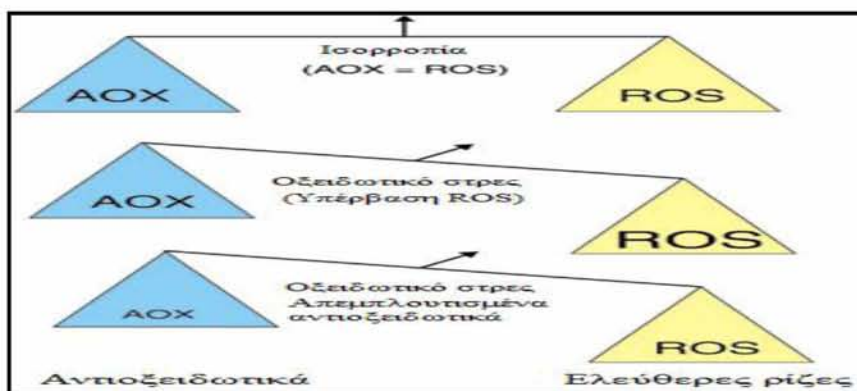 Ισορροπία
(AOX = ROS)
AOX
ROS
Οξειδωτικό στρες
(Υπέρβαση ROS)
AOX
ROS
Οξειδωτικό στρες
Απεμπλουτισμένα
αντιοξειδωτικά
AOX
ROS
Αντιοξειδωτικά
Ελεύθερες ρίζες